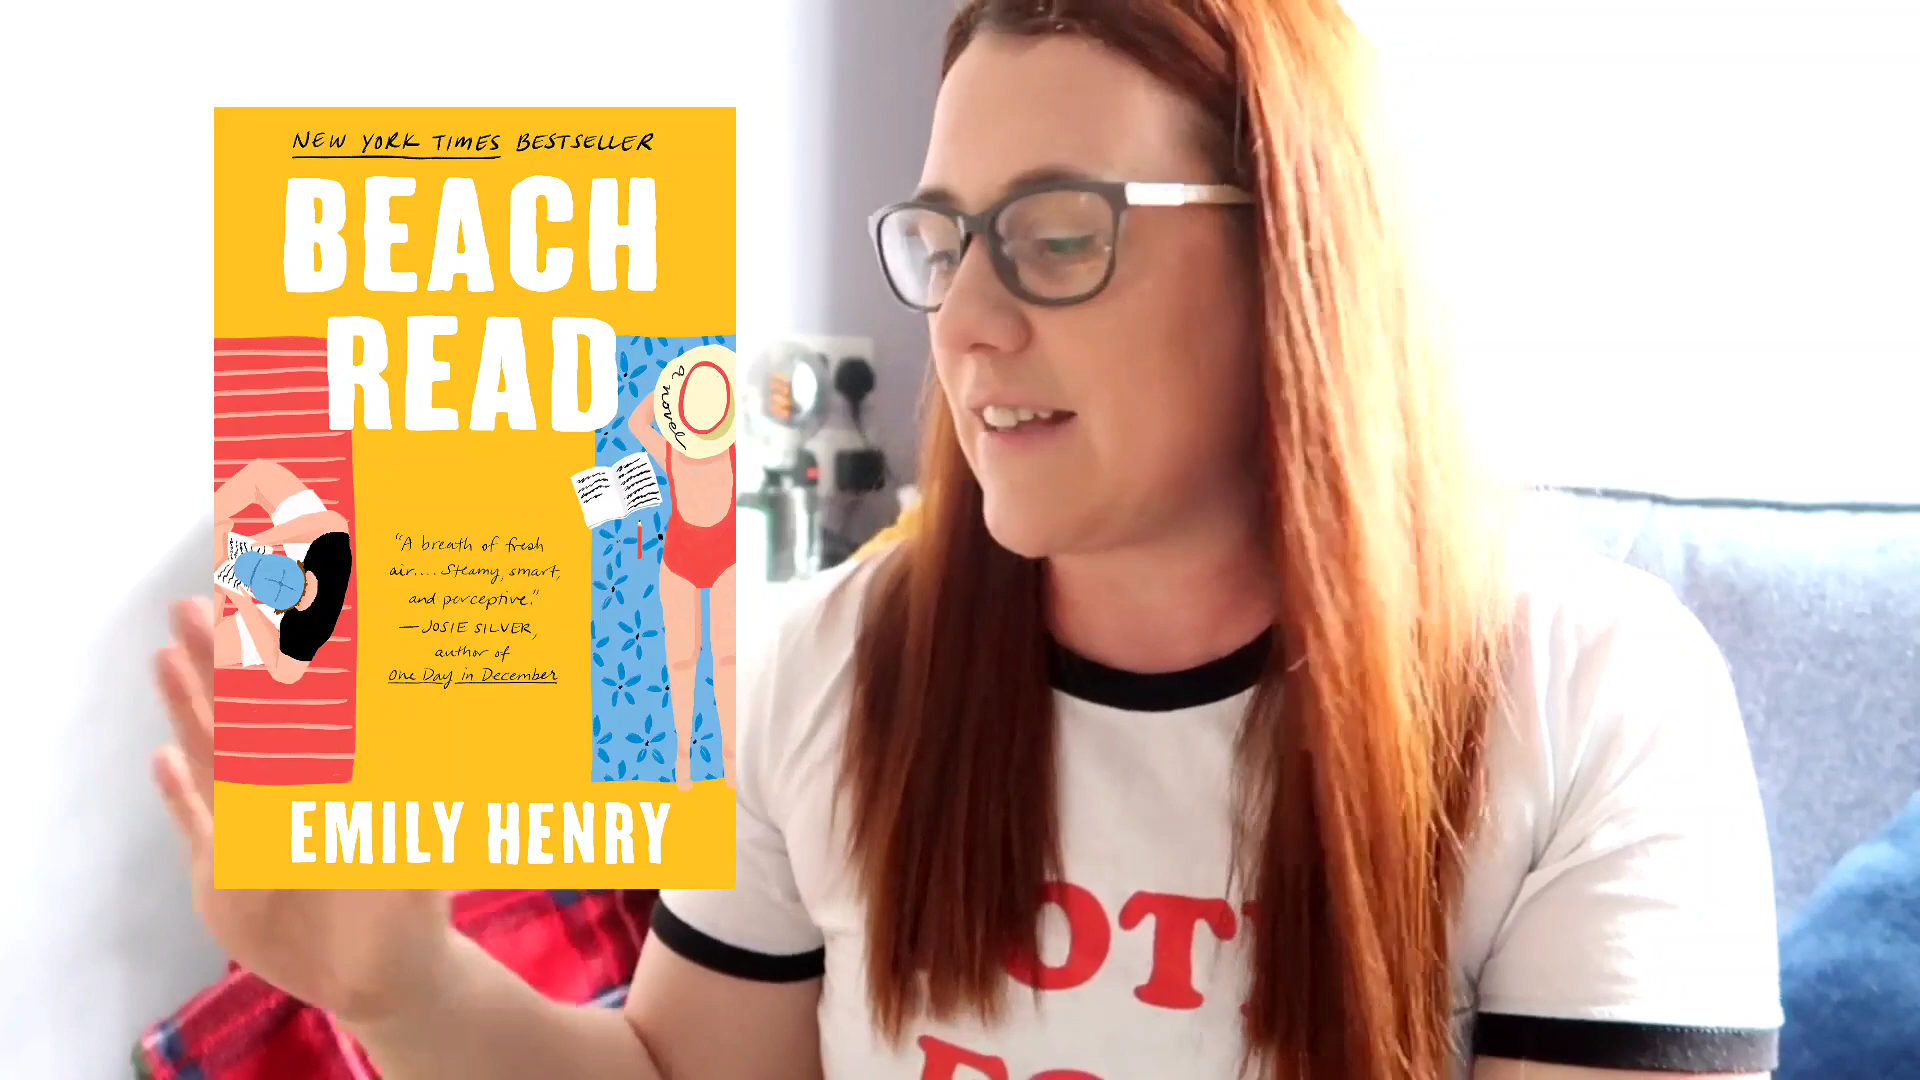 NEW YORK TIMES BESTSELLER
BEACH
READ
a novel
"A breath of fresh
air.... Steamy, smart,
and perceptive."
—JOSIE SILVER,
author of
One Day in December
EMILY HENRY